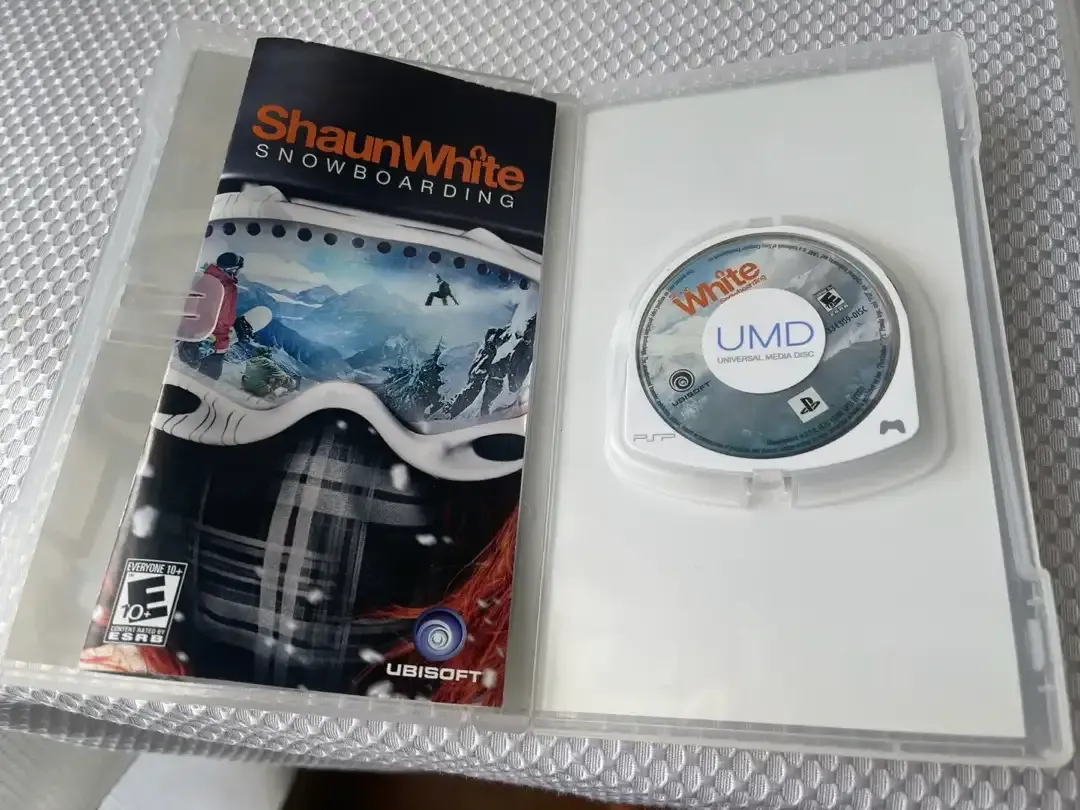 ShaunWhite
SNOWBOARDING
EVERYONE 10+
E
10+
CONTENT RATED BY
ESRB
UBISOFT
White
UMD
UNIVERSAL MEDIA DISC
E
UBISOFT
PSP